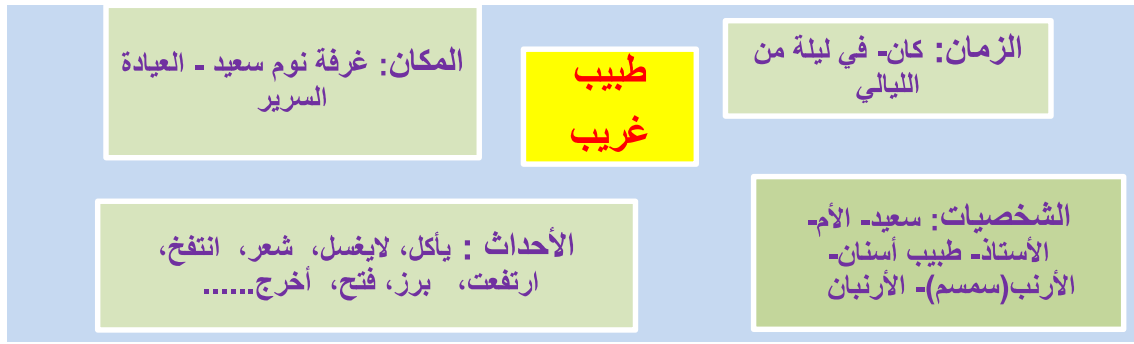 الزمان: كان- في ليلة من
الليالي
طبيب
غريب
المكان: غرفة نوم سعيد - العيادة
السرير
الشخصيات: سعيد- الأم-
الأستاذ- طبيب أسنان-
الأرنب(سمسم)- الأرنبان
الأحداث : يأكل، لايغسل، شعر، انتفخ،
ارتفعت، برز، فتح، أخرج......